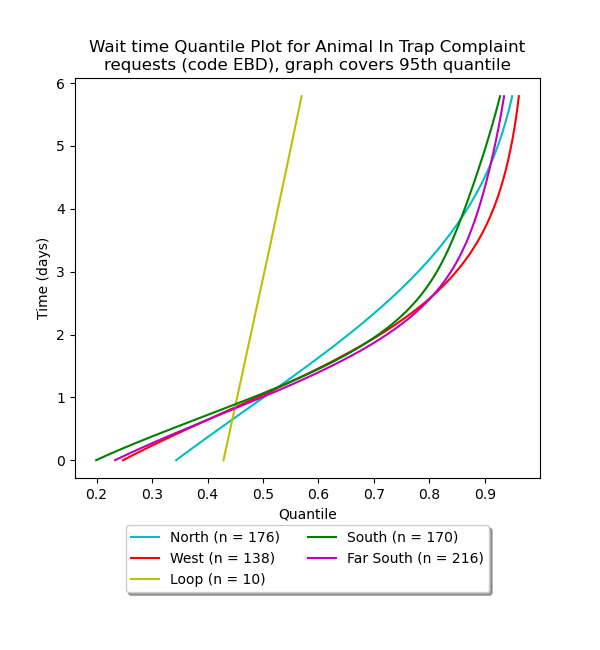 Wait time Quantile Plot for Animal In Trap Complaint
requests (code EBD), graph covers 95th quantile
6
5
4
3
2
1
0
Time (days)
0.2 0.3 0.4 0.5 0.6 0.7 0.8 0.9
Quantile
North (n = 176) South (n = 170)
West (n = 138) Far South (n = 216)
Loop (n = 10)